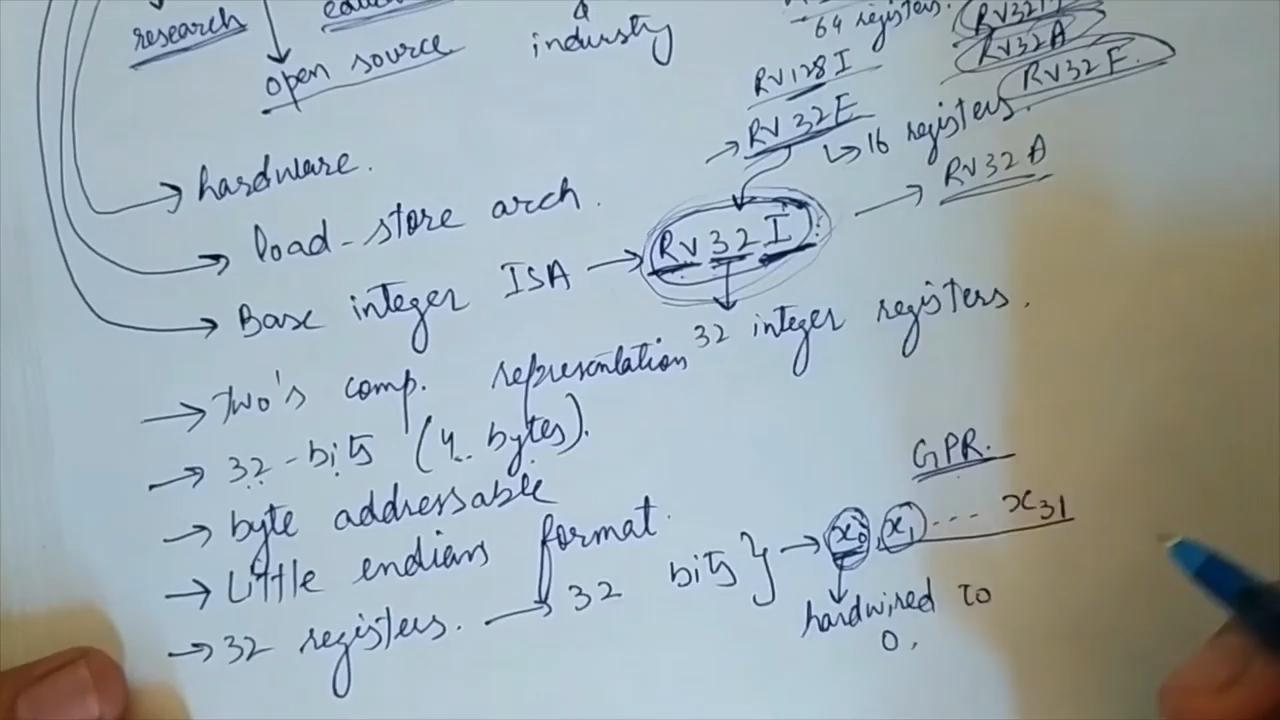 research
open source
industry
64 registers.
RV32A
RV32F.
RV128I
RV32E
16 registers.
RV32A
hardware.
load-store arch.
Base integer ISA → RV32I
32 integer registers.
→ Two's comp. representation
→ 32-bits (4 bytes).
→ byte addressable
→ Little endian format.
→ 32 registers. → 32 bits} → x0, x1 ... x31
GPR.
hardwired to
0.